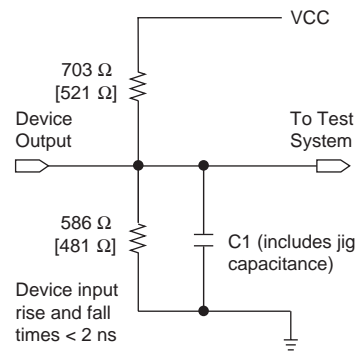 VCC
703 Ω
[521 Ω]
Device
Output
To Test
System
586 Ω
[481 Ω]
C1 (includes jig
capacitance)
Device input
rise and fall
times < 2 ns